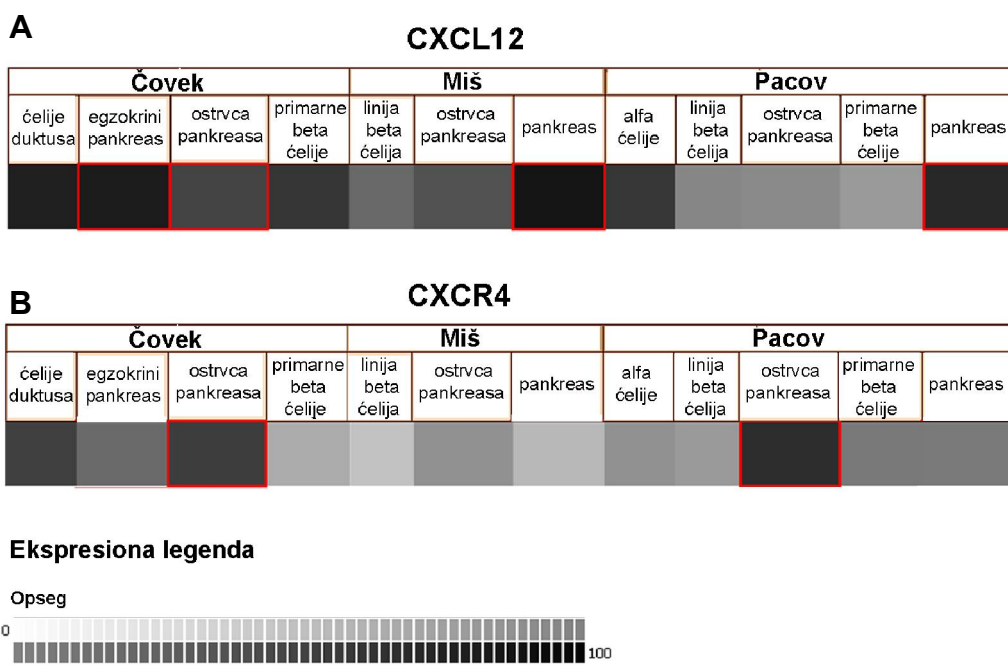 A
CXCL12
Čovek Miš Pacov
ćelije duktusa
egzokrini pankreas
ostrvca pankreasa
primarne beta ćelije
linija beta ćelija
ostrvca pankreasa
pankreas
alfa ćelije
linija beta ćelija
ostrvca pankreasa
primarne beta ćelije
pankreas
B
CXCR4
Čovek Miš Pacov
ćelije duktusa
egzokrini pankreas
ostrvca pankreasa
primarne beta ćelije
linija beta ćelija
ostrvca pankreasa
pankreas
alfa ćelije
linija beta ćelija
ostrvca pankreasa
primarne beta ćelije
pankreas
Ekspresiona legenda
Opseg
0
100